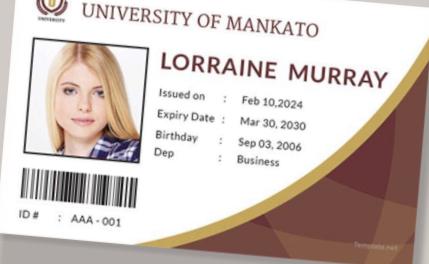 UNIVERSITY
UNIVERSITY OF MANKATO
LORRAINE MURRAY
Issued on : Feb 10,2024
Expiry Date : Mar 30, 2030
Birthday : Sep 03, 2006
Dep : Business
ID # : AAA - 001
Template.net